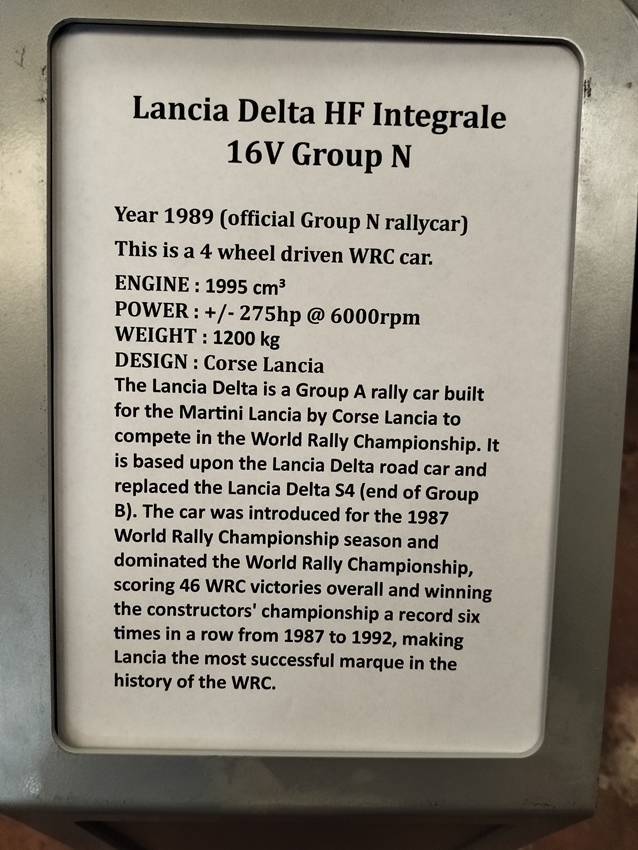 Lancia Delta HF Integrale
16V Group N
Year 1989 (official Group N rallycar)
This is a 4 wheel driven WRC car.
ENGINE : 1995 cm³
POWER : +/- 275hp @ 6000rpm
WEIGHT : 1200 kg
DESIGN : Corse Lancia
The Lancia Delta is a Group A rally car built
for the Martini Lancia by Corse Lancia to
compete in the World Rally Championship. It
is based upon the Lancia Delta road car and
replaced the Lancia Delta S4 (end of Group
B). The car was introduced for the 1987
World Rally Championship season and
dominated the World Rally Championship,
scoring 46 WRC victories overall and winning
the constructors' championship a record six
times in a row from 1987 to 1992, making
Lancia the most successful marque in the
history of the WRC.